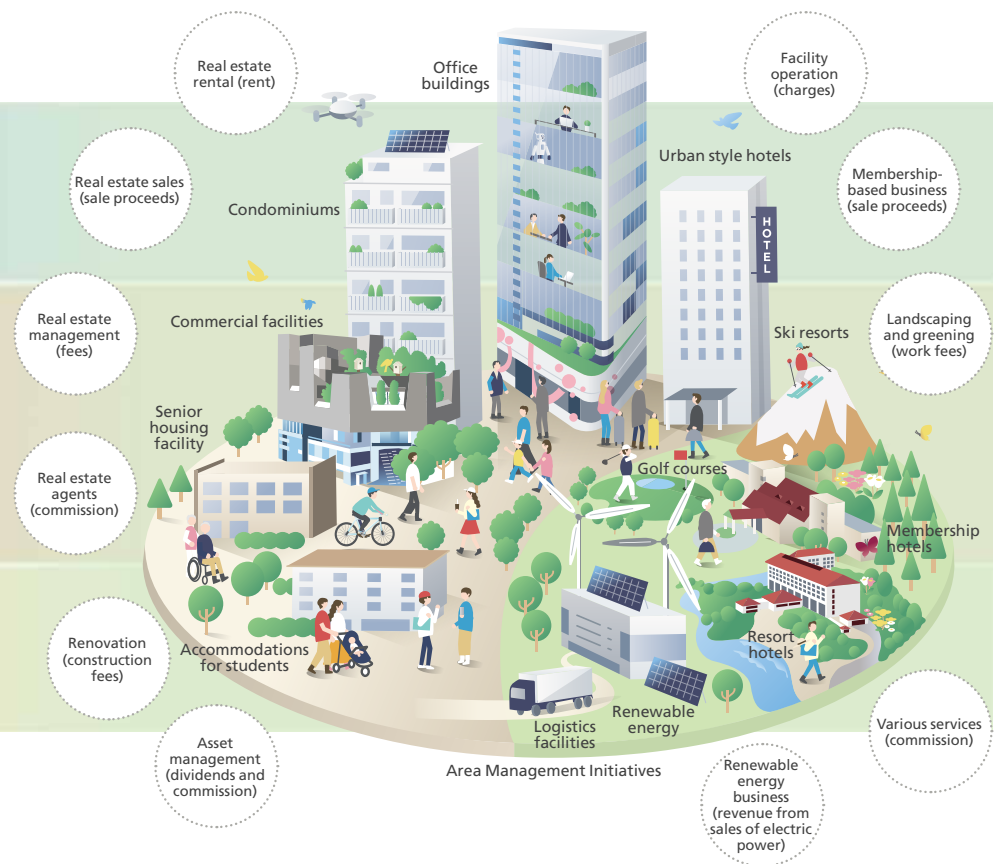 Real estate
rental (rent)
Office
buildings
Facility
operation
(charges)
Real estate sales
(sale proceeds)
Condominiums
Urban style hotels
Membership-
based business
(sale proceeds)
HOTEL
Real estate
management
(fees)
Commercial facilities
Ski resorts
Landscaping
and greening
(work fees)
Senior
housing
facility
Real estate
agents
(commission)
Golf courses
Membership
hotels
Renovation
(construction
fees)
Accommodations
for students
Resort
hotels
Logistics
facilities
Renewable
energy
Various services
(commission)
Asset
management
(dividends and
commission)
Area Management Initiatives
Renewable
energy
business
(revenue from
sales of electric
power)